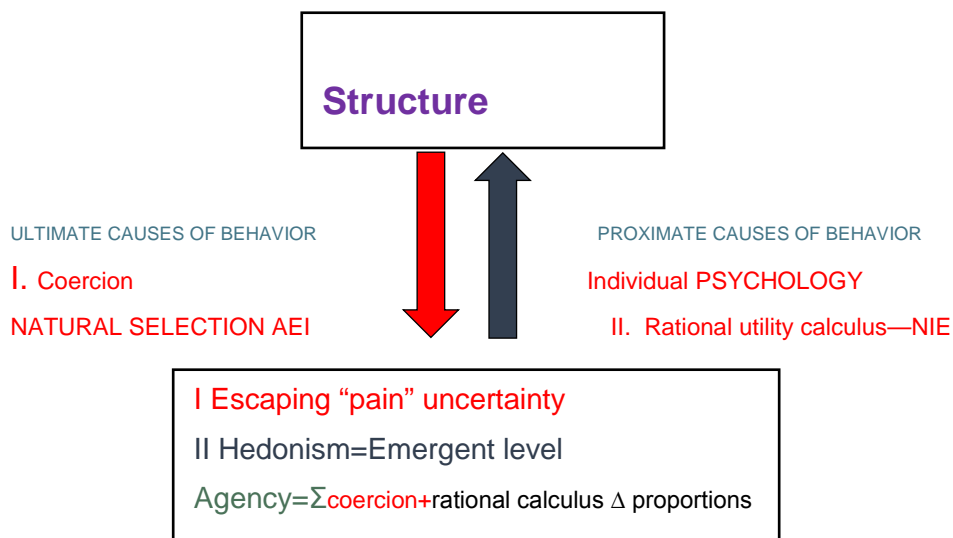 Structure
ULTIMATE CAUSES OF BEHAVIOR
I. Coercion
NATURAL SELECTION AEI
PROXIMATE CAUSES OF BEHAVIOR
Individual PSYCHOLOGY
II. Rational utility calculus—NIE
I Escaping “pain” uncertainty
II Hedonism=Emergent level
Agency=Σcoercion+rational calculus ∆ proportions